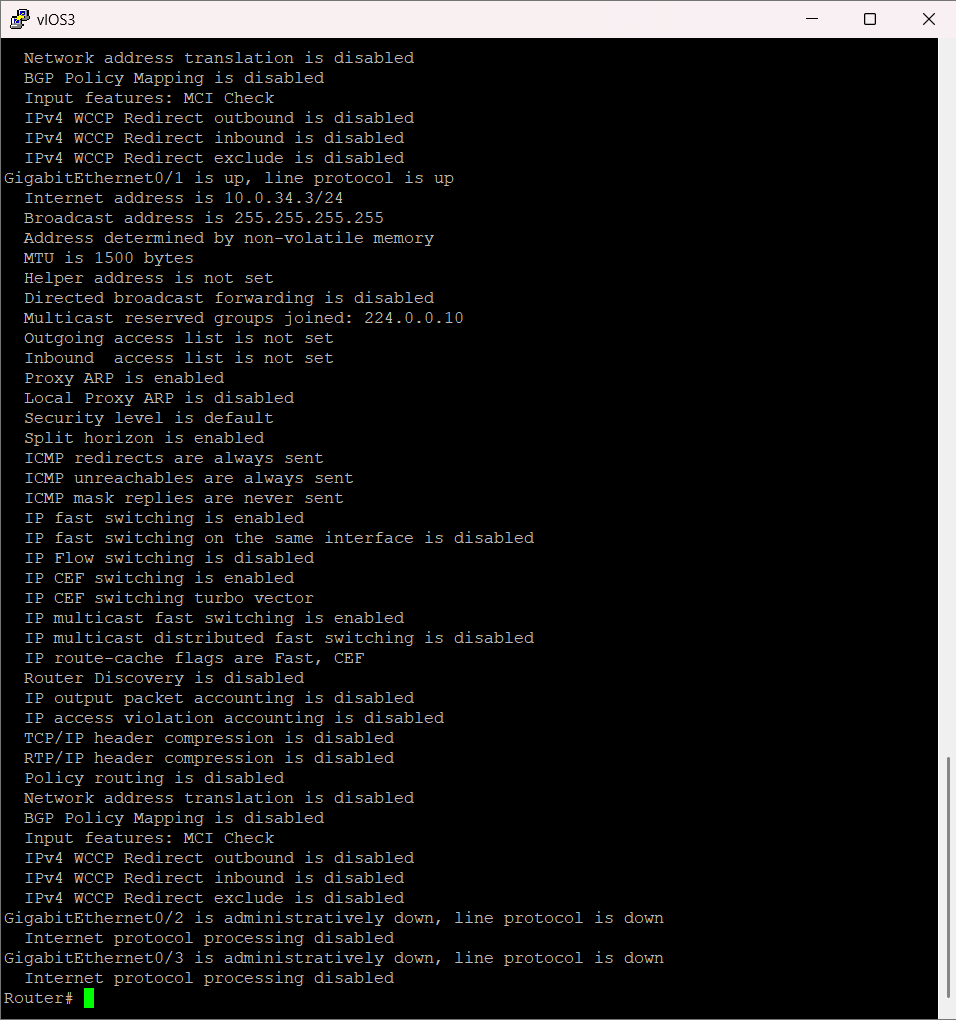 vIOS3
  Network address translation is disabled
  BGP Policy Mapping is disabled
  Input features: MCI Check
  IPv4 WCCP Redirect outbound is disabled
  IPv4 WCCP Redirect inbound is disabled
  IPv4 WCCP Redirect exclude is disabled
GigabitEthernet0/1 is up, line protocol is up
  Internet address is 10.0.34.3/24
  Broadcast address is 255.255.255.255
  Address determined by non-volatile memory
  MTU is 1500 bytes
  Helper address is not set
  Directed broadcast forwarding is disabled
  Multicast reserved groups joined: 224.0.0.10
  Outgoing access list is not set
  Inbound  access list is not set
  Proxy ARP is enabled
  Local Proxy ARP is disabled
  Security level is default
  Split horizon is enabled
  ICMP redirects are always sent
  ICMP unreachables are always sent
  ICMP mask replies are never sent
  IP fast switching is enabled
  IP fast switching on the same interface is disabled
  IP Flow switching is disabled
  IP CEF switching is enabled
  IP CEF switching turbo vector
  IP multicast fast switching is enabled
  IP multicast distributed fast switching is disabled
  IP route-cache flags are Fast, CEF
  Router Discovery is disabled
  IP output packet accounting is disabled
  IP access violation accounting is disabled
  TCP/IP header compression is disabled
  RTP/IP header compression is disabled
  Policy routing is disabled
  Network address translation is disabled
  BGP Policy Mapping is disabled
  Input features: MCI Check
  IPv4 WCCP Redirect outbound is disabled
  IPv4 WCCP Redirect inbound is disabled
  IPv4 WCCP Redirect exclude is disabled
GigabitEthernet0/2 is administratively down, line protocol is down
  Internet protocol processing disabled
GigabitEthernet0/3 is administratively down, line protocol is down
  Internet protocol processing disabled
Router#